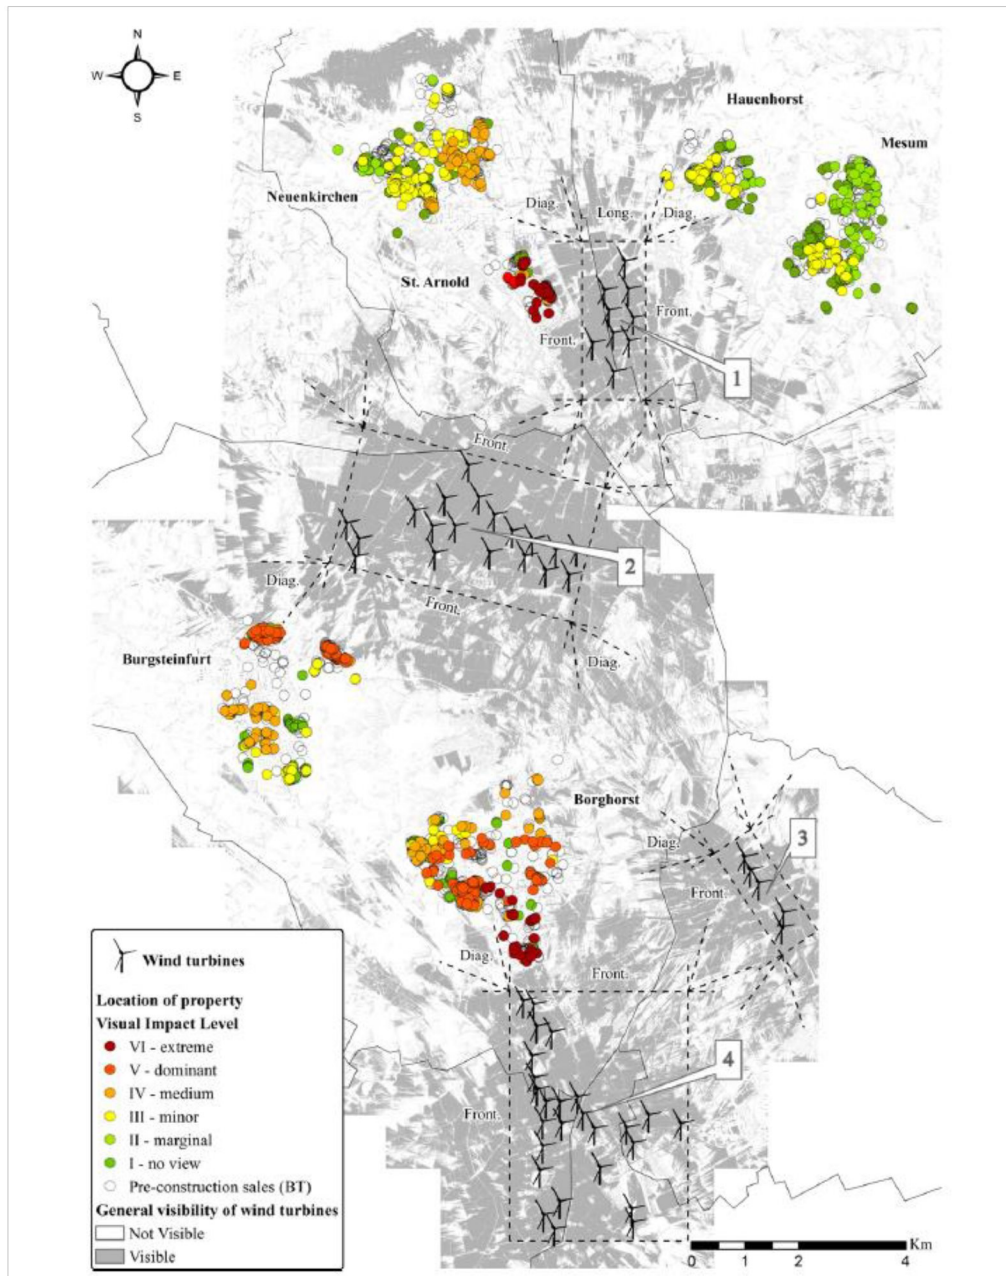 N
W E
S
Hauenhorst
Mesum
Neuenkirchen
Diag.
Long.
Diag.
St. Arnold
Front.
Front.
1
Front.
2
Diag.
Front.
Burgsteinfurt
Diag.
Borghorst
Diag.
3
Front.
Diag.
Front.
4
Front.
Wind turbines
Location of property
Visual Impact Level
VI - extreme
V - dominant
IV - medium
III - minor
II - marginal
I - no view
Pre-construction sales (BT)
General visibility of wind turbines
Not Visible
Visible
Km
0 1 2 4